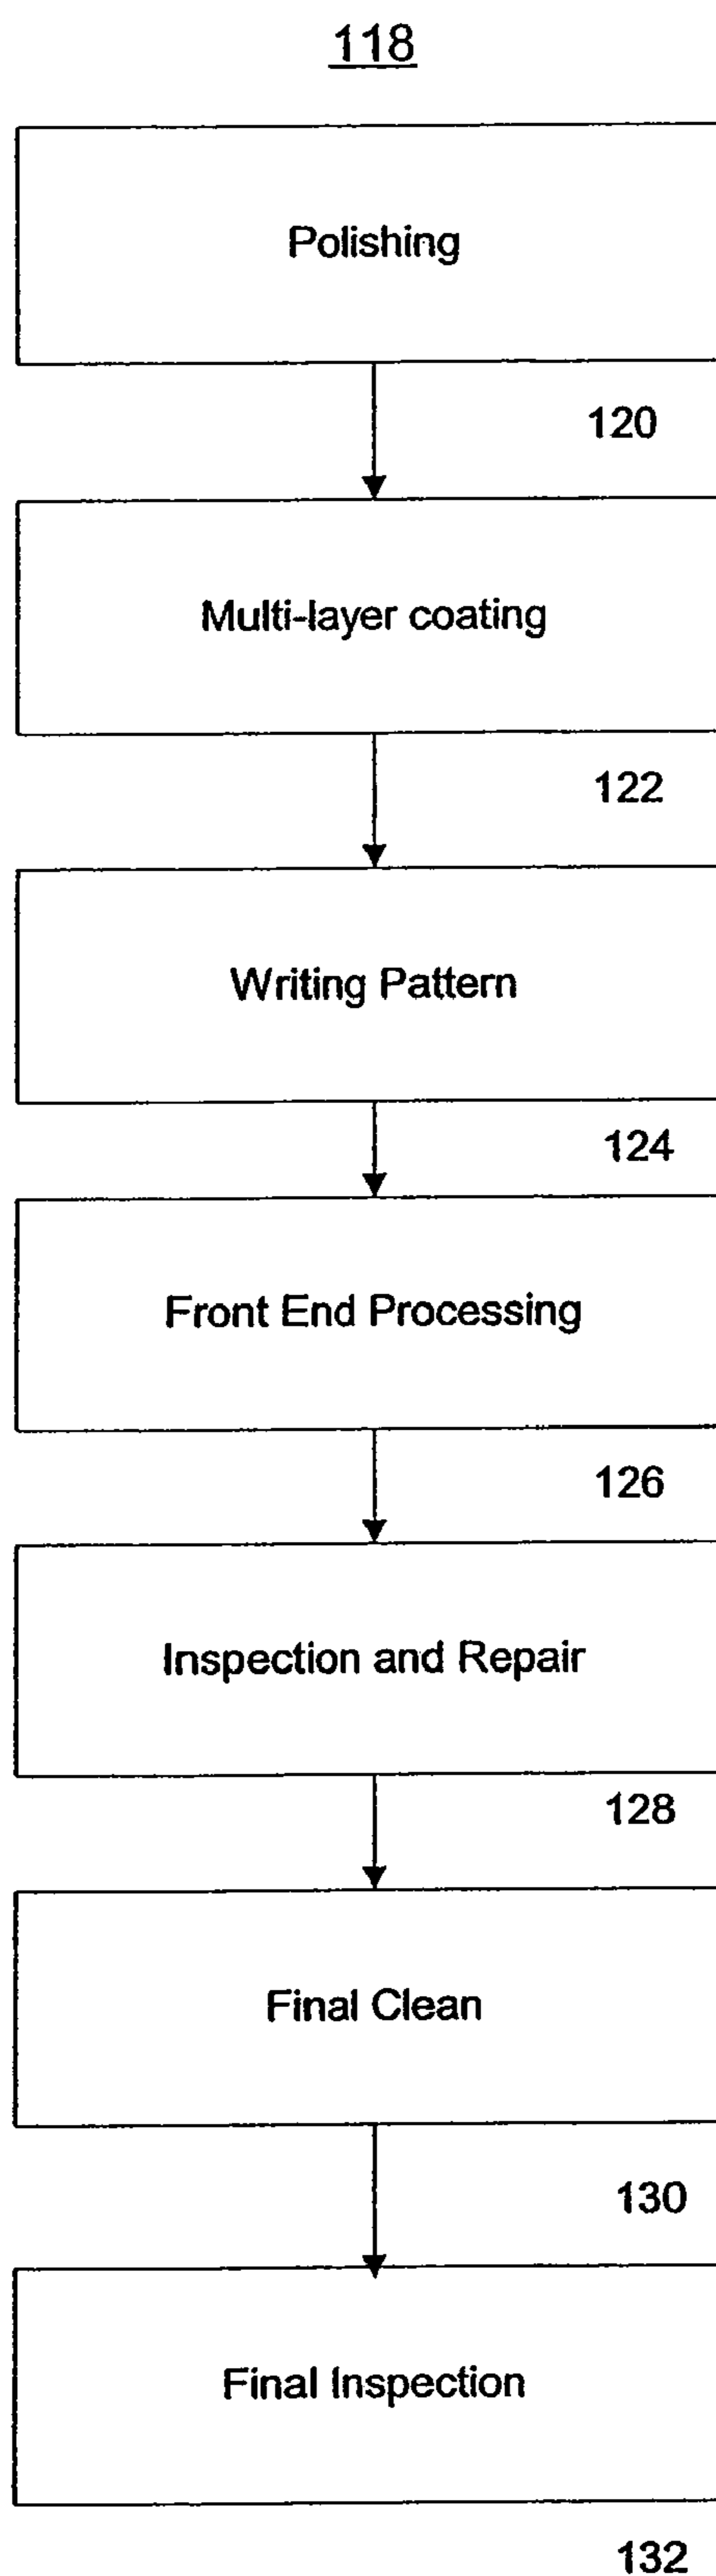 118
Polishing
120
Multi-layer coating
122
Writing Pattern
124
Front End Processing
126
Inspection and Repair
128
Final Clean
130
Final Inspection
132